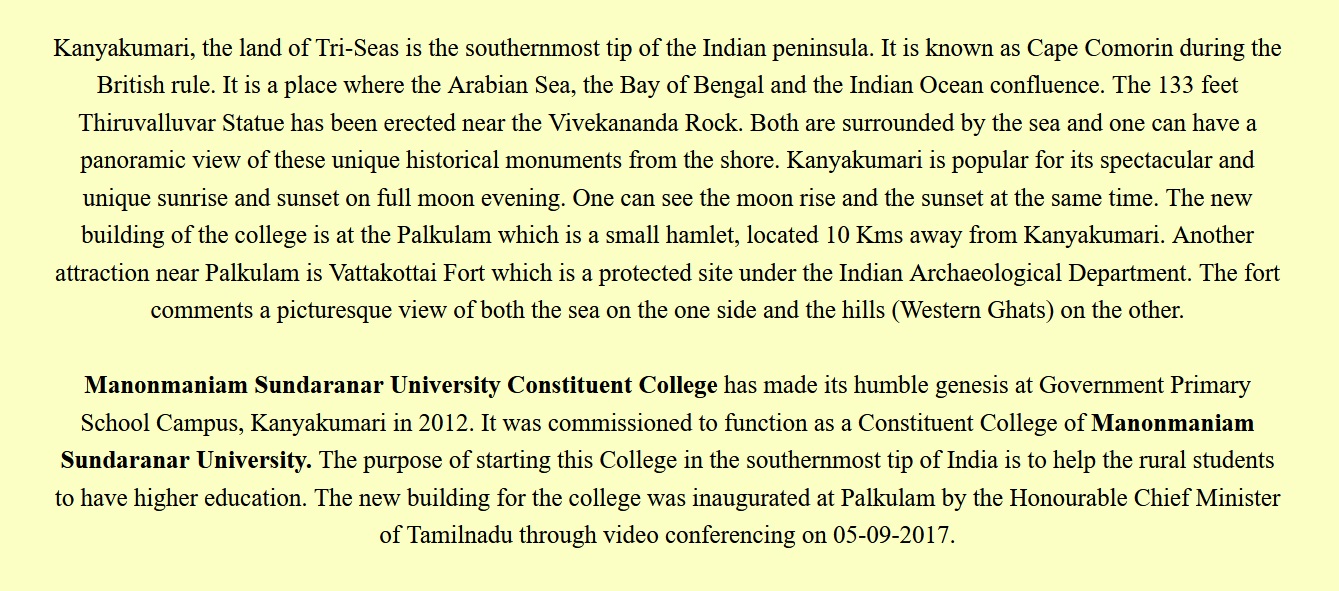 Kanyakumari, the land of Tri-Seas is the southernmost tip of the Indian peninsula. It is known as Cape Comorin during the
British rule. It is a place where the Arabian Sea, the Bay of Bengal and the Indian Ocean confluence. The 133 feet
Thiruvalluvar Statue has been erected near the Vivekananda Rock. Both are surrounded by the sea and one can have a
panoramic view of these unique historical monuments from the shore. Kanyakumari is popular for its spectacular and
unique sunrise and sunset on full moon evening. One can see the moon rise and the sunset at the same time. The new
building of the college is at the Palkulam which is a small hamlet, located 10 Kms away from Kanyakumari. Another
attraction near Palkulam is Vattakottai Fort which is a protected site under the Indian Archaeological Department. The fort
comments a picturesque view of both the sea on the one side and the hills (Western Ghats) on the other.
Manonmaniam Sundaranar University Constituent College has made its humble genesis at Government Primary
School Campus, Kanyakumari in 2012. It was commissioned to function as a Constituent College of Manonmaniam
Sundaranar University. The purpose of starting this College in the southernmost tip of India is to help the rural students
to have higher education. The new building for the college was inaugurated at Palkulam by the Honourable Chief Minister
of Tamilnadu through video conferencing on 05-09-2017.